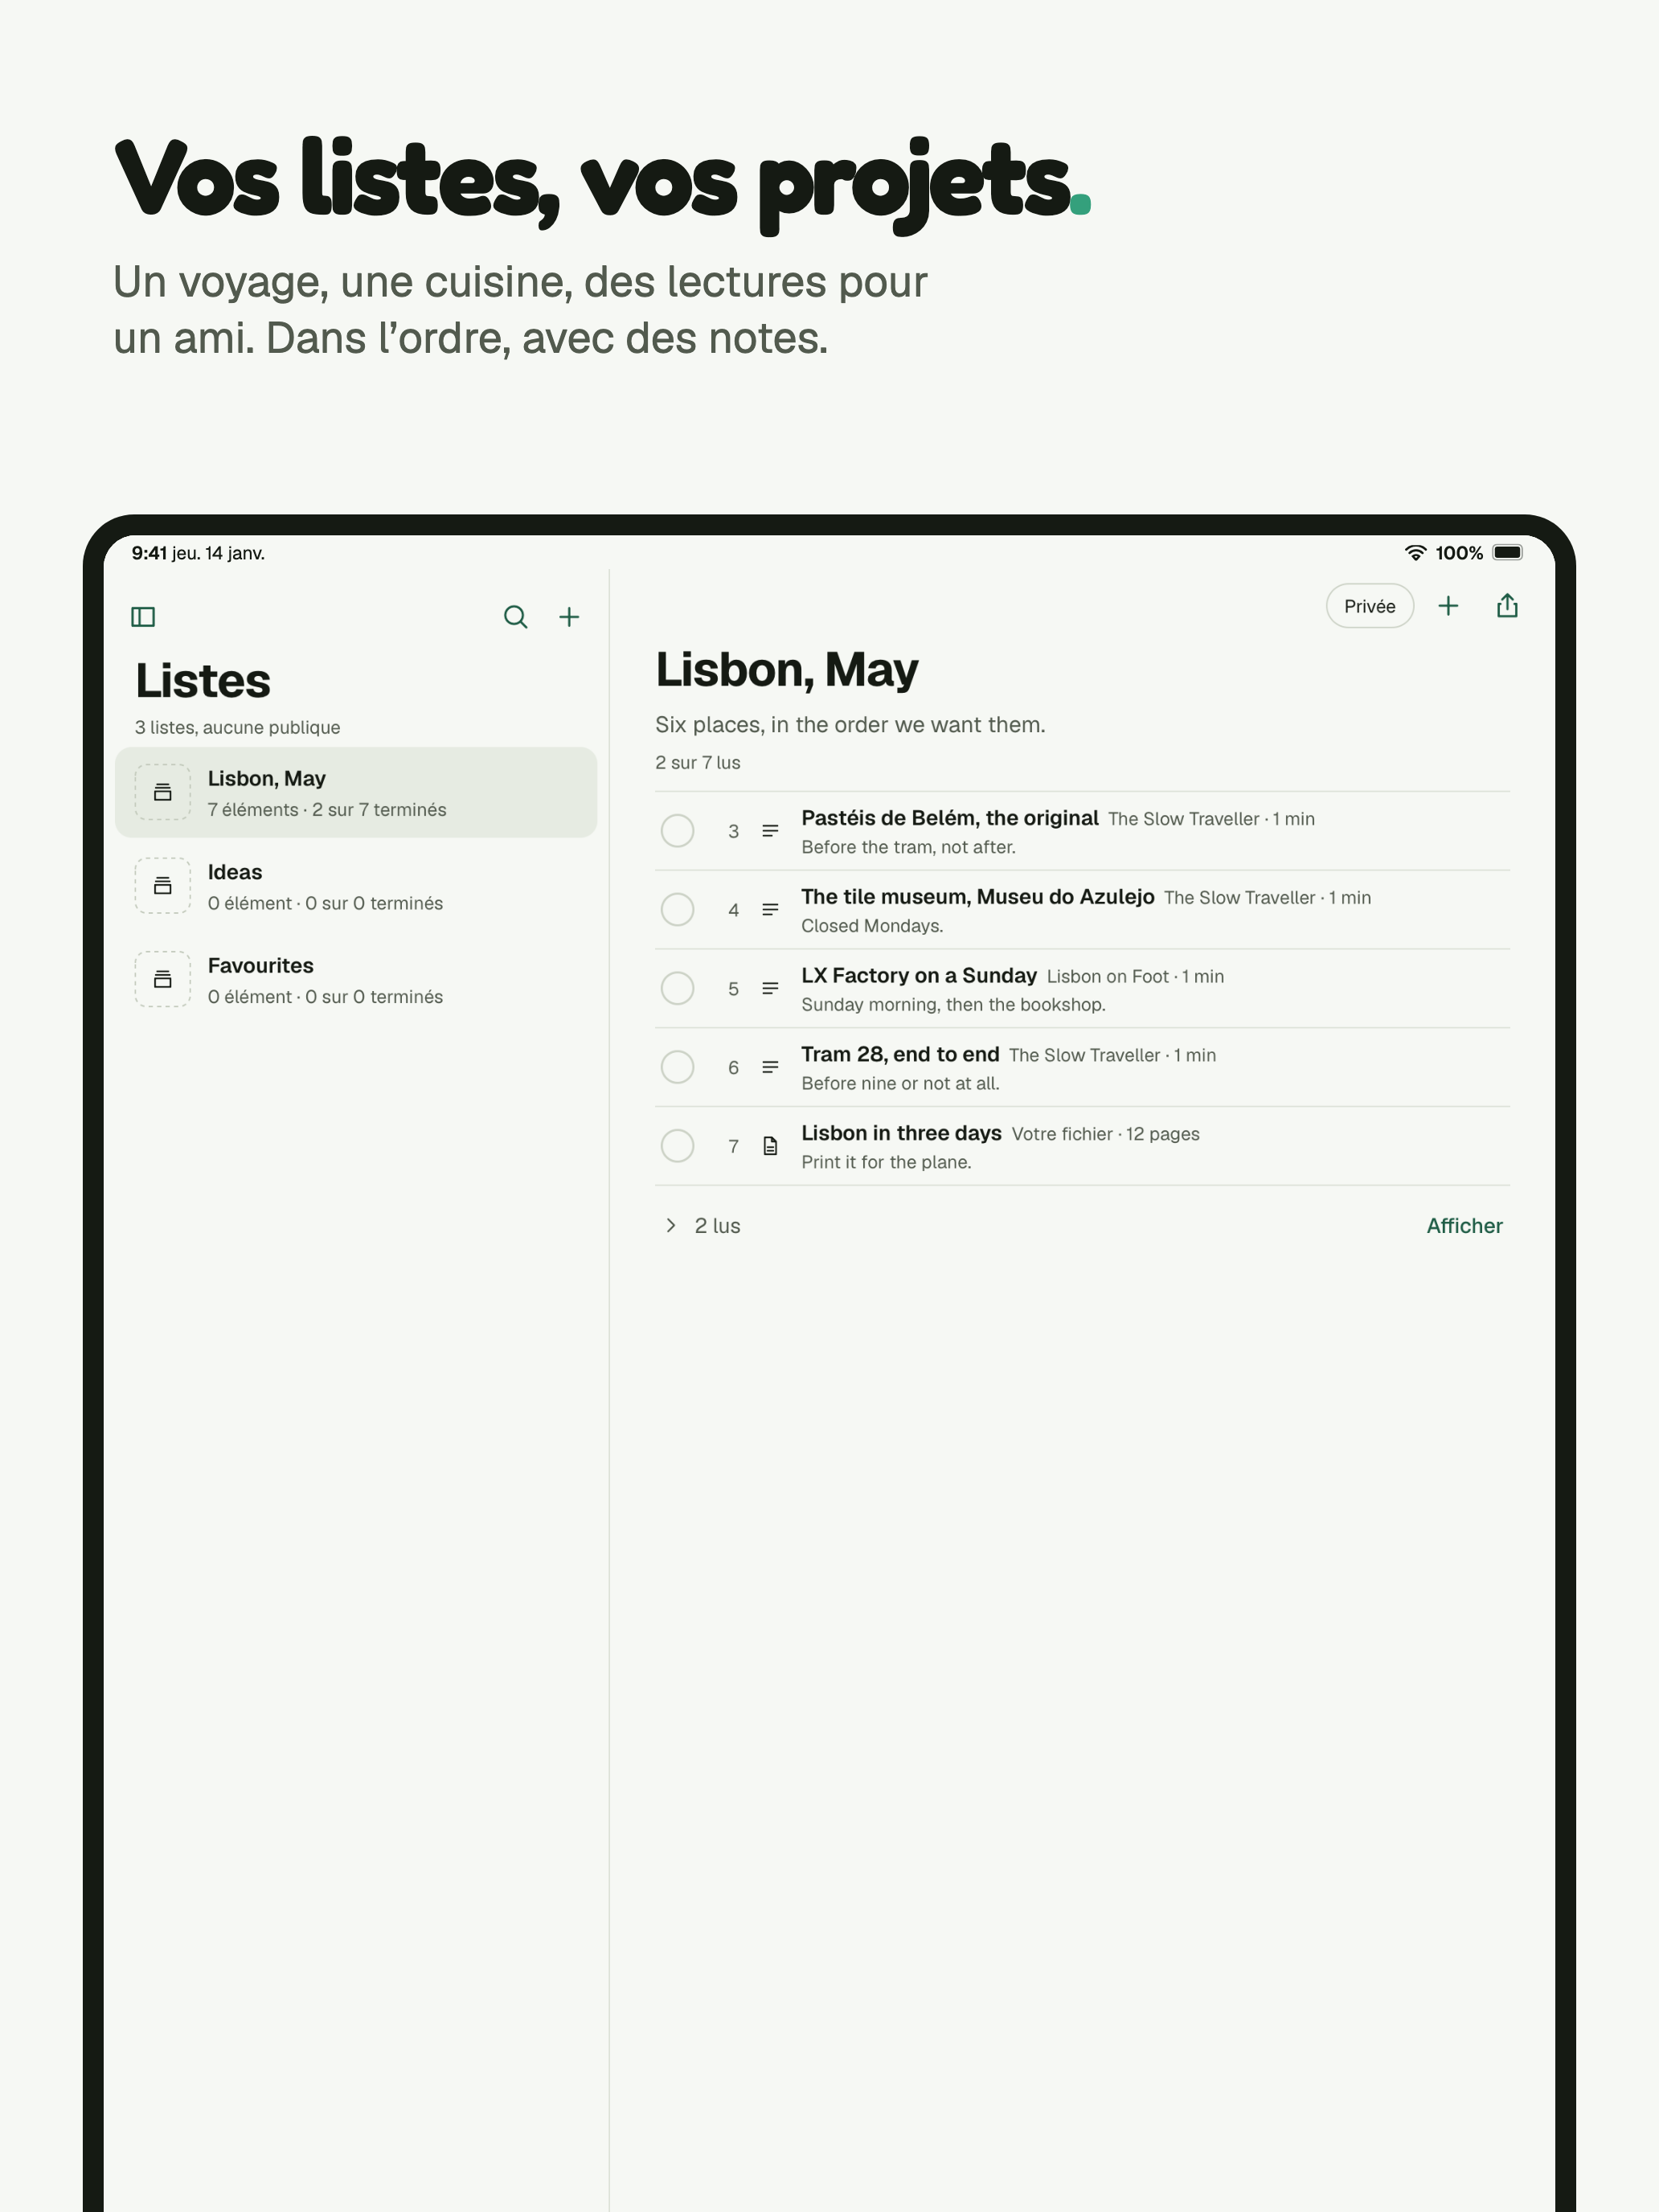 Vos listes, vos projets.
Un voyage, une cuisine, des lectures pour
un ami. Dans l’ordre, avec des notes.
9:41 jeu. 14 janv.
100%
Listes
3 listes, aucune publique
Lisbon, May
7 éléments · 2 sur 7 terminés
Ideas
0 élément · 0 sur 0 terminés
Favourites
0 élément · 0 sur 0 terminés
Privée
Lisbon, May
Six places, in the order we want them.
2 sur 7 lus
3 Pastéis de Belém, the original The Slow Traveller · 1 min
Before the tram, not after.
4 The tile museum, Museu do Azulejo The Slow Traveller · 1 min
Closed Mondays.
5 LX Factory on a Sunday Lisbon on Foot · 1 min
Sunday morning, then the bookshop.
6 Tram 28, end to end The Slow Traveller · 1 min
Before nine or not at all.
7 Lisbon in three days Votre fichier · 12 pages
Print it for the plane.
2 lus Afficher